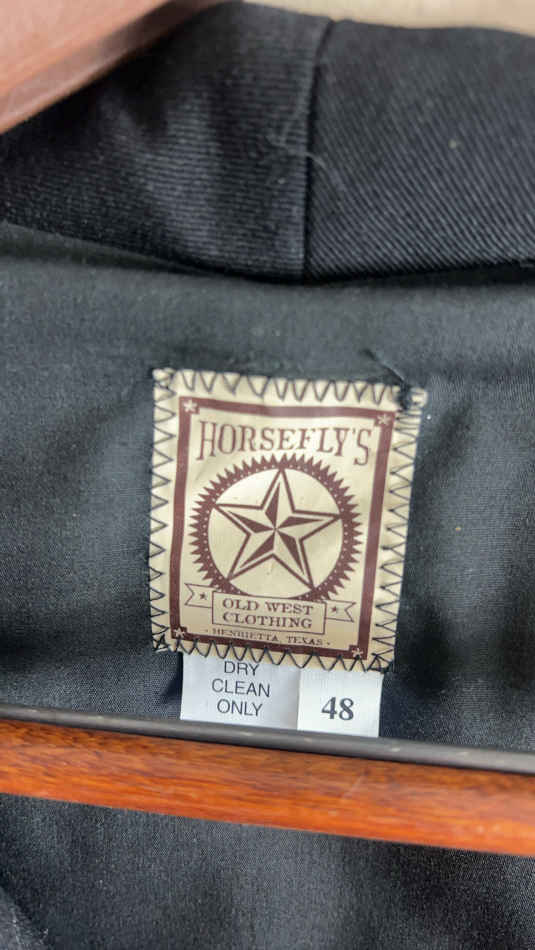 HORSEFLY'S
OLD WEST
CLOTHING
· HENRIETTA, TEXAS ·
DRY
CLEAN
ONLY
48